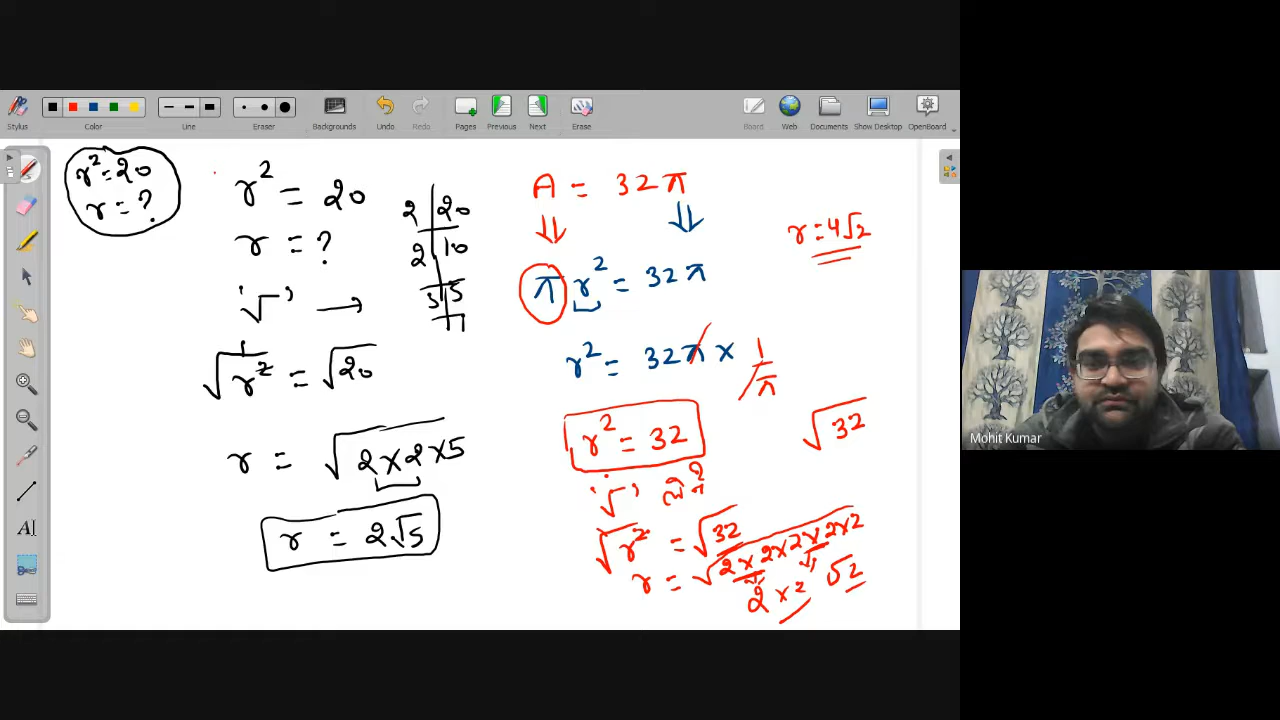 Stylus
Color
Line
Eraser
Backgrounds
Undo
Redo
Pages
Previous
Next
Erase
Board
Web
Documents
Show Desktop
OpenBoard
r² = 20
r = ?
r² = 20
r = ?
'√' →
√r² = √20
r = √2×2×5
r = 2√5
2 | 20
2 | 10
5 | 5
1
A = 32π
πr² = 32π
r² = 32π × 1/π
r² = 32
'√'
√r² = √32
r = √2×2×2×2×2
2×2 √2
r = 4√2
√32
Mohit Kumar